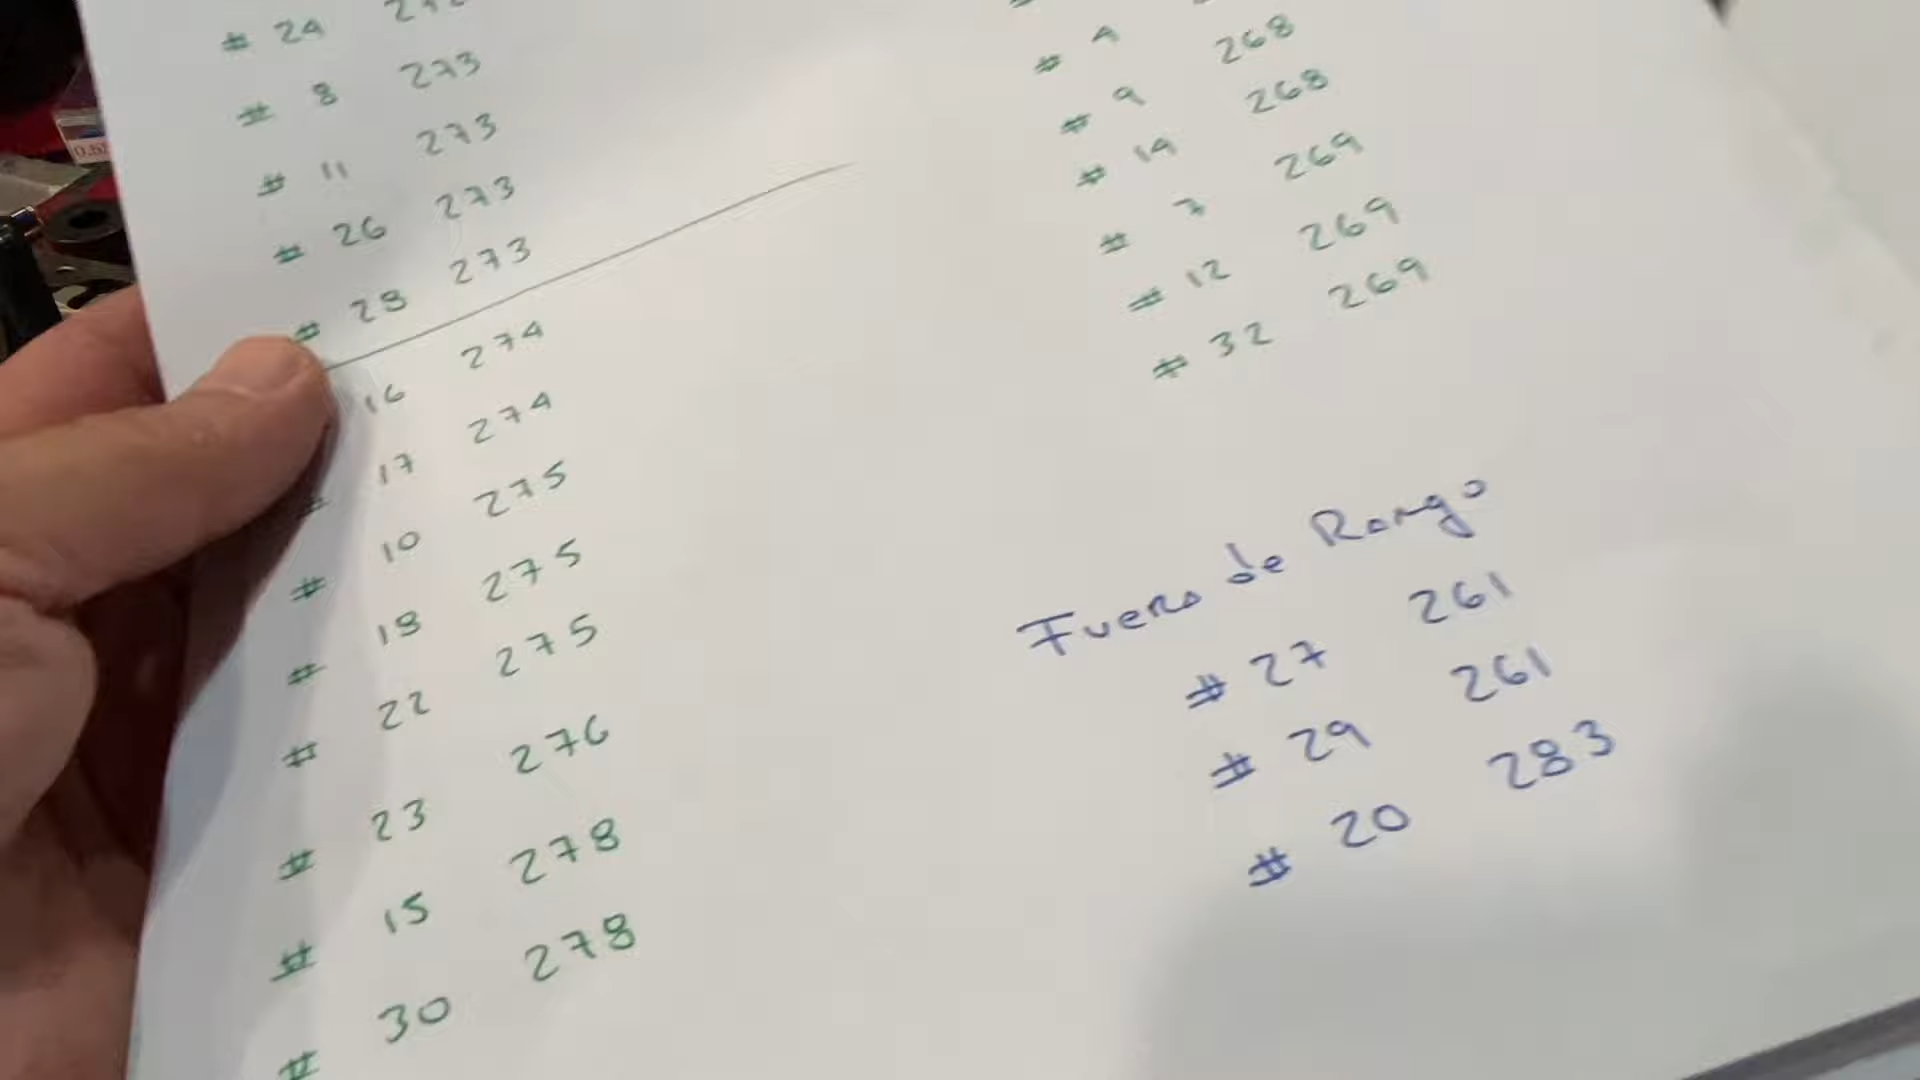 # 24
# 8 273
# 11 273
# 26 273
# 28 273
16 274
# 17 274
# 10 275
# 18 275
# 22 275
# 23 276
# 15 278
# 30 278
# 4
# 9 268
# 14 268
# 7 269
# 12 269
# 32 269
Fuera de Rango
# 27 261
# 29 261
# 20 283